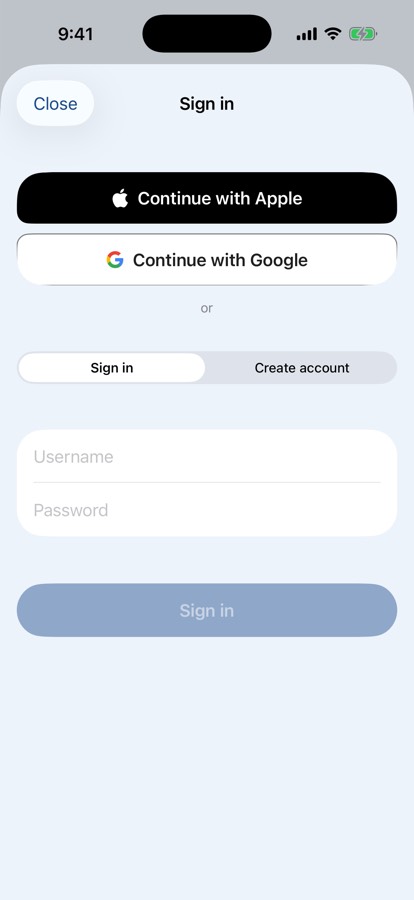 9:41
Close
Sign in
Continue with Apple
Continue with Google
or
Sign in
Create account
Username
Password
Sign in